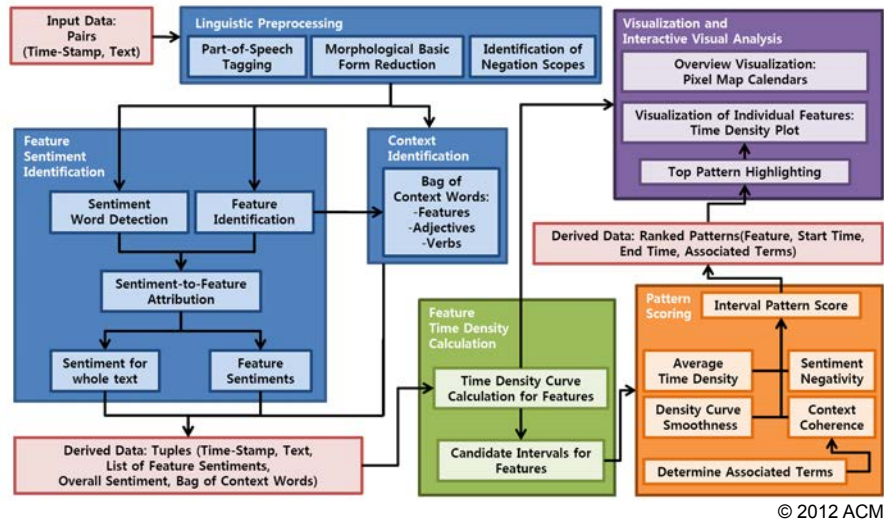 Input Data:
Pairs
(Time-Stamp, Text)
Linguistic Preprocessing
Part-of-Speech
Tagging
Morphological Basic
Form Reduction
Identification of
Negation Scopes
Visualization and
Interactive Visual Analysis
Overview Visualization:
Pixel Map Calendars
Visualization of Individual Features:
Time Density Plot
Top Pattern Highlighting
Feature
Sentiment
Identification
Sentiment
Word Detection
Feature
Identification
Sentiment-to-Feature
Attribution
Sentiment for
whole text
Feature
Sentiments
Context
Identification
Bag of
Context Words:
-Features
-Adjectives
-Verbs
Derived Data: Ranked Patterns(Feature, Start Time,
End Time, Associated Terms)
Feature
Time Density
Calculation
Time Density Curve
Calculation for Features
Candidate Intervals for
Features
Pattern
Scoring
Interval Pattern Score
Average
Time Density
Sentiment
Negativity
Density Curve
Smoothness
Context
Coherence
Determine Associated Terms
Derived Data: Tuples (Time-Stamp, Text,
List of Feature Sentiments,
Overall Sentiment, Bag of Context Words)
© 2012 ACM